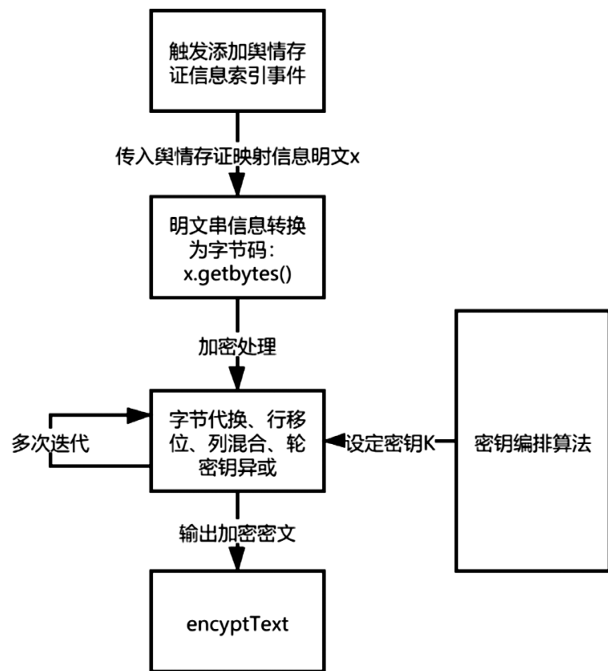 触发添加舆情存
证信息索引事件
传入舆情存证映射信息明文x
明文串信息转换
为字节码：
x.getbytes()
加密处理
字节代换、行移
位、列混合、轮
密钥异或
多次迭代
设定密钥K
密钥编排算法
输出加密密文
encyptText